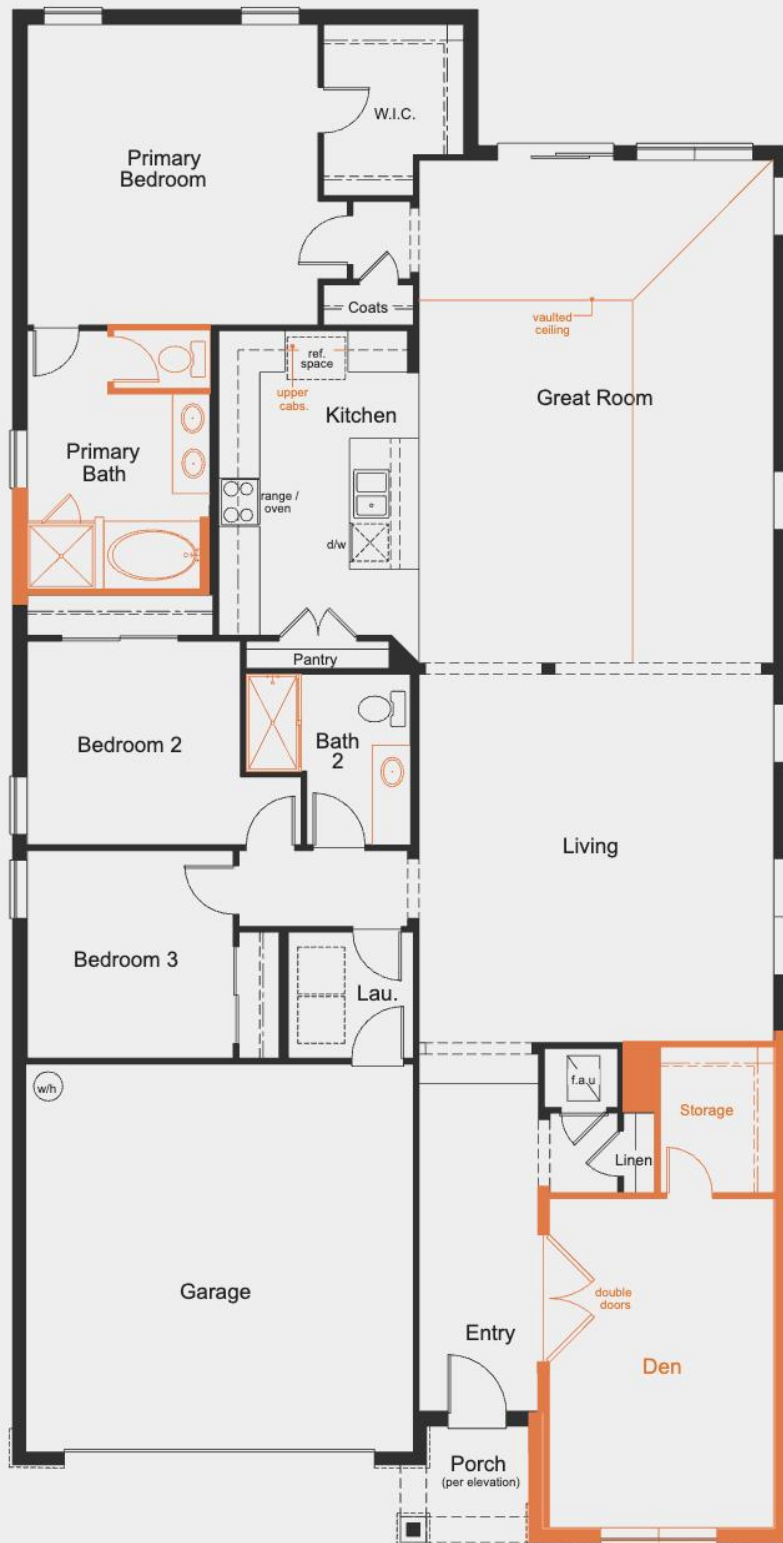 W.I.C.
Primary
Bedroom
Coats
vaulted
ceiling
ref.
space
upper
cabs.
Kitchen
Great Room
Primary
Bath
range /
oven
d/w
Pantry
Bedroom 2
Bath
2
Living
Bedroom 3
Lau.
w/h
f.a.u
Storage
Linen
Garage
double
doors
Entry
Den
Porch
(per elevation)